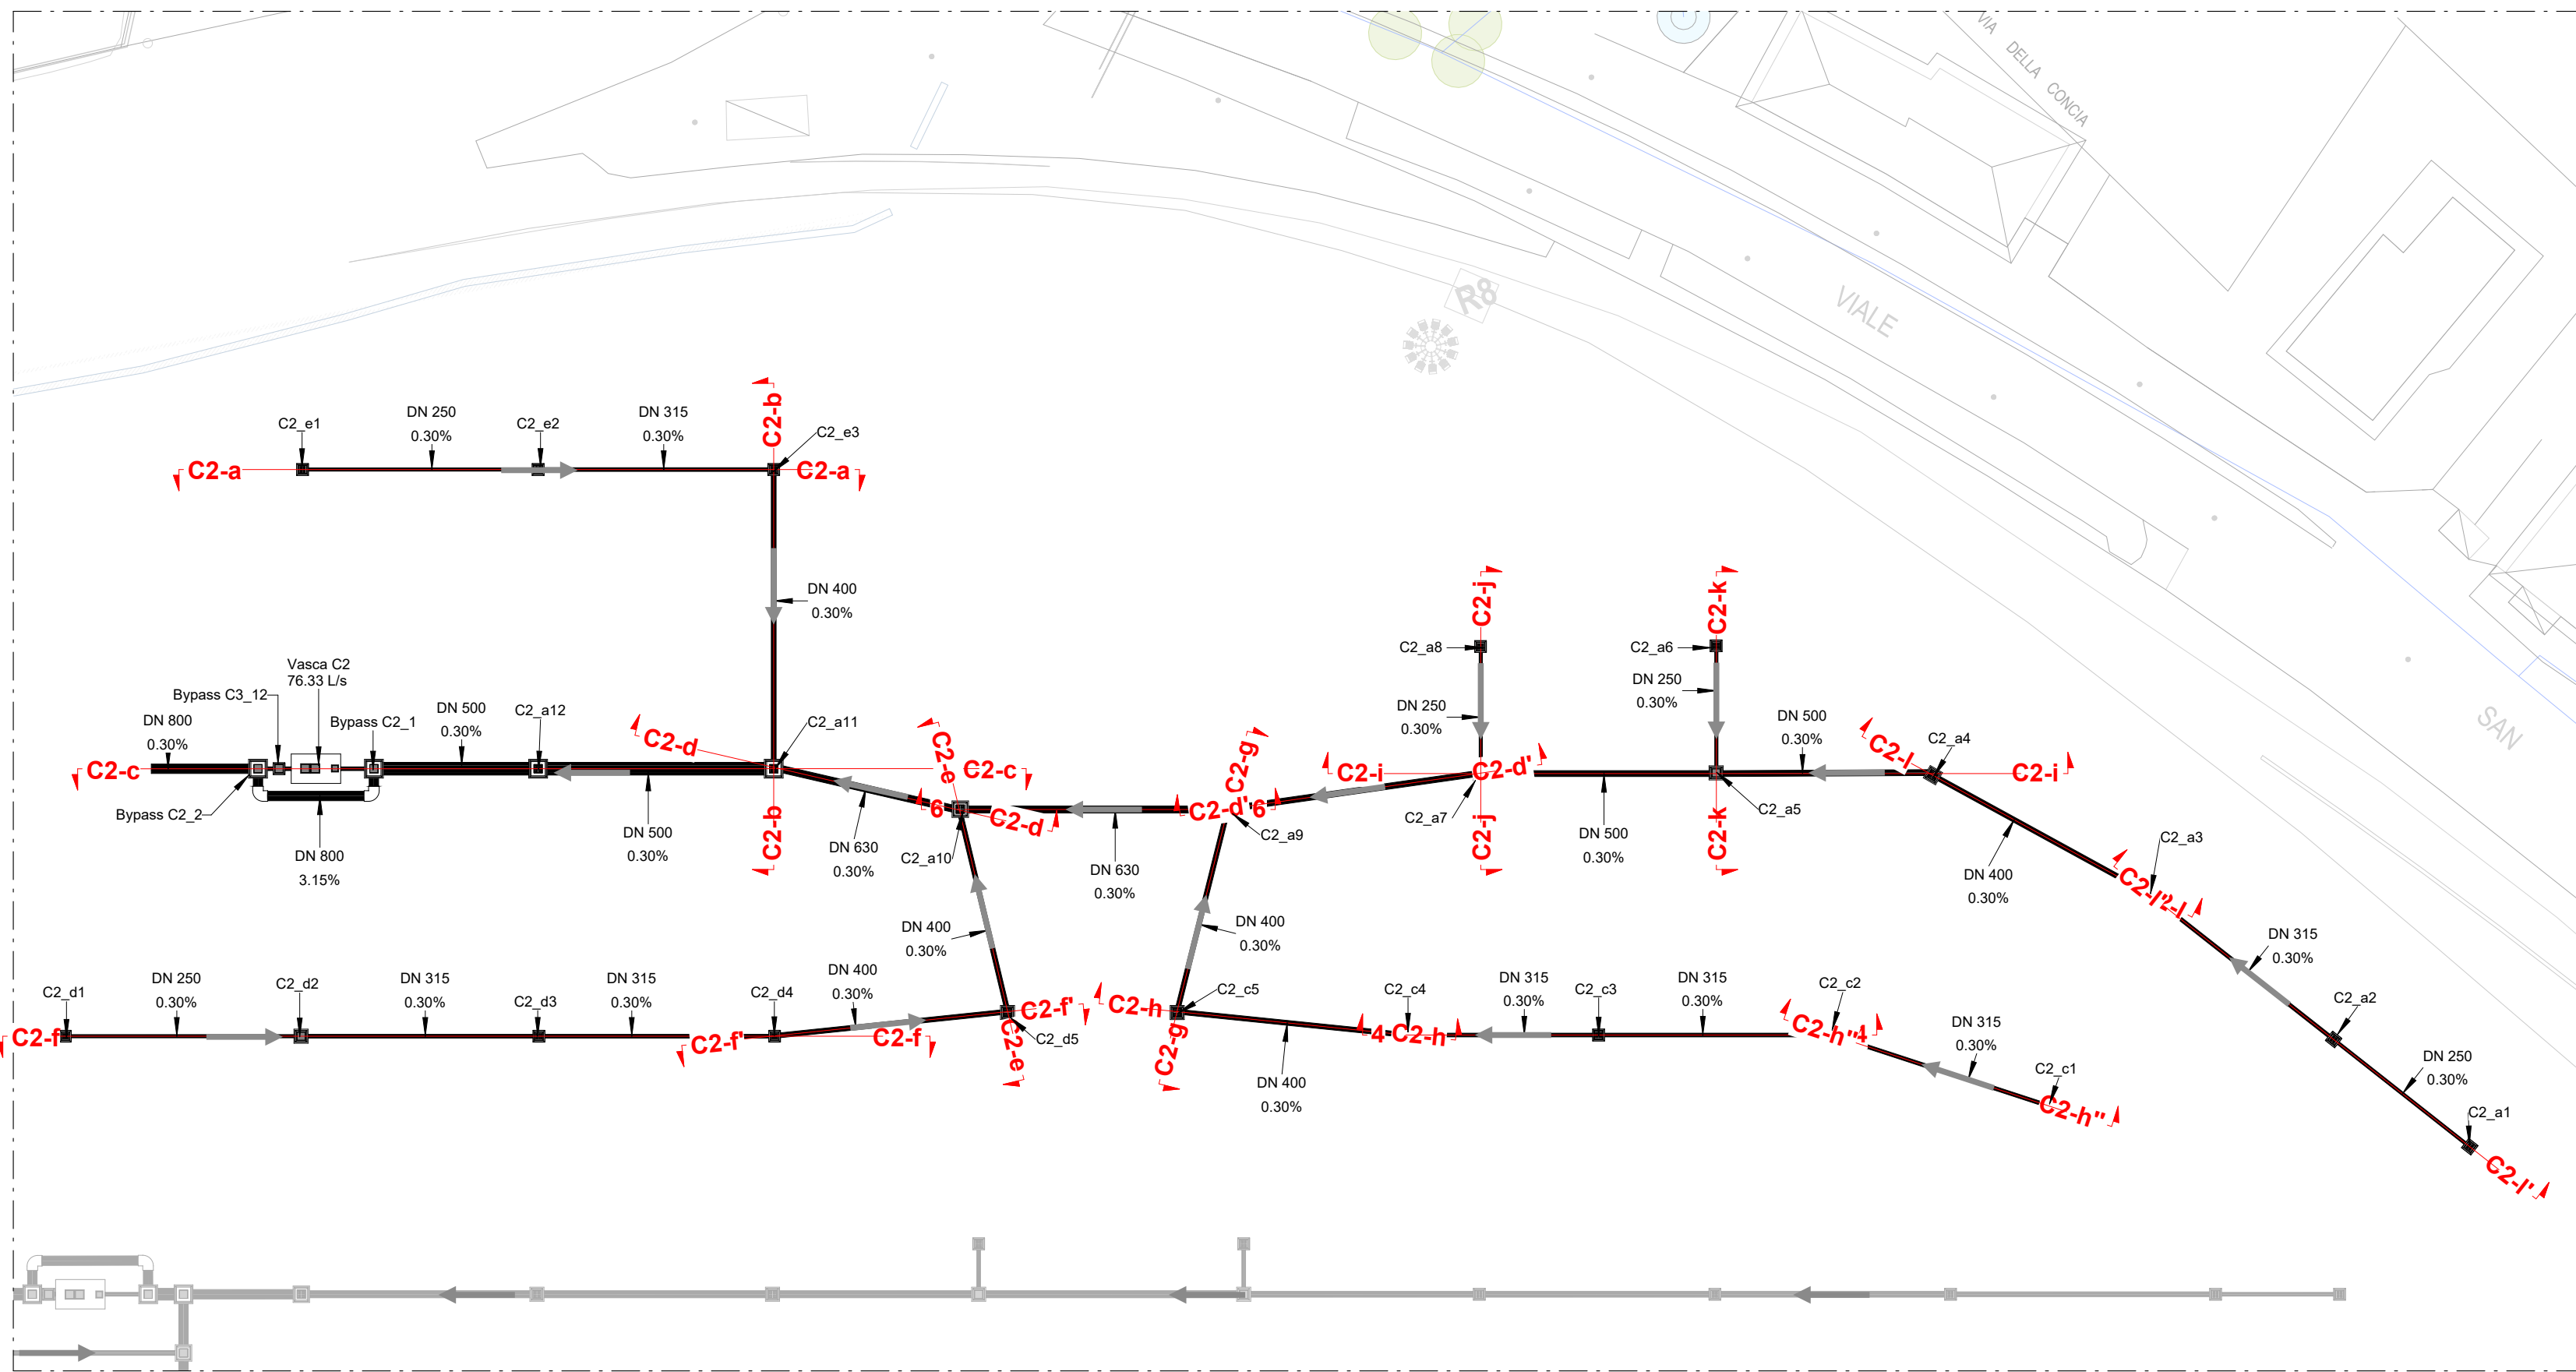 VIA DELLA CONCIA
R8
VIALE
SAN
C2-b
C2_e1
DN 250
0.30%
C2_e2
DN 315
0.30%
C2_e3
C2-a
C2-a
DN 400
0.30%
C2-j
C2-k
C2_a8
C2_a6
DN 250
0.30%
DN 250
0.30%
DN 500
0.30%
Vasca C2
76.33 L/s
Bypass C3_12
DN 800
0.30%
Bypass C2_1
DN 500
0.30%
C2_a12
C2-d
C2_a11
C2-e
C2-g
C2-l
C2_a4
C2-c
C2-c
C2-i
C2-d'
C2-i
Bypass C2_2
6
C2-d
C2-d'6
C2_a9
C2_a7
C2_a5
C2-b
C2-j
C2-k
DN 800
3.15%
DN 500
0.30%
DN 630
0.30%
C2_a10
DN 630
0.30%
DN 500
0.30%
C2_a3
DN 400
0.30%
C2-l'
2-l
DN 400
0.30%
DN 400
0.30%
DN 315
0.30%
C2_d1
DN 250
0.30%
C2_d2
DN 315
0.30%
C2_d3
DN 315
0.30%
C2_d4
DN 400
0.30%
C2-h
C2_c5
C2_c4
DN 315
0.30%
C2_c3
DN 315
0.30%
C2_c2
C2_a2
C2-f
C2-f'
C2-f
C2-f'
C2-e
C2_d5
C2-g
4
C2-h
C2-h"
4
DN 315
0.30%
DN 400
0.30%
C2_c1
C2-h"
DN 250
0.30%
C2_a1
C2-l'